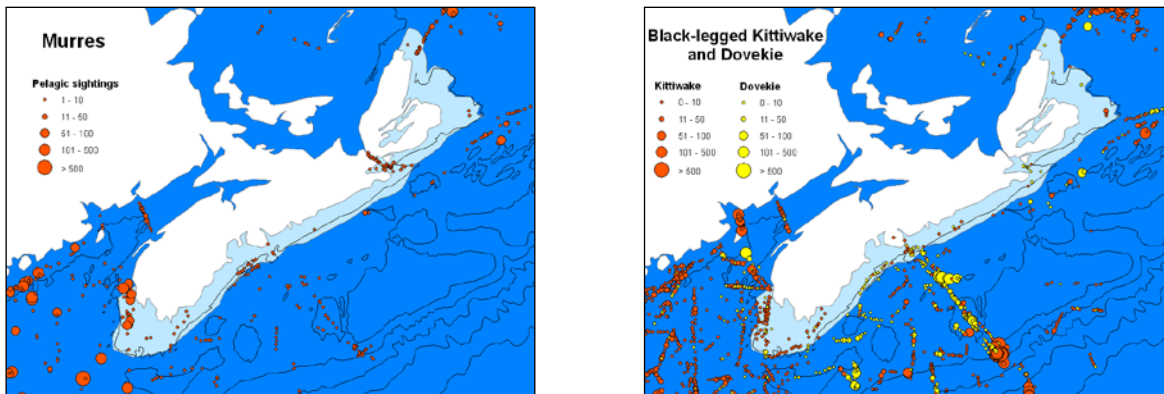 Murres
Pelagic sightings
1 - 10
11 - 50
51 - 100
101 - 500
> 500
Black-legged Kittiwake
and Dovekie
Kittiwake Dovekie
0 - 10 0 - 10
11 - 50 11 - 50
51 - 100 51 - 100
101 - 500 101 - 500
> 500 > 500